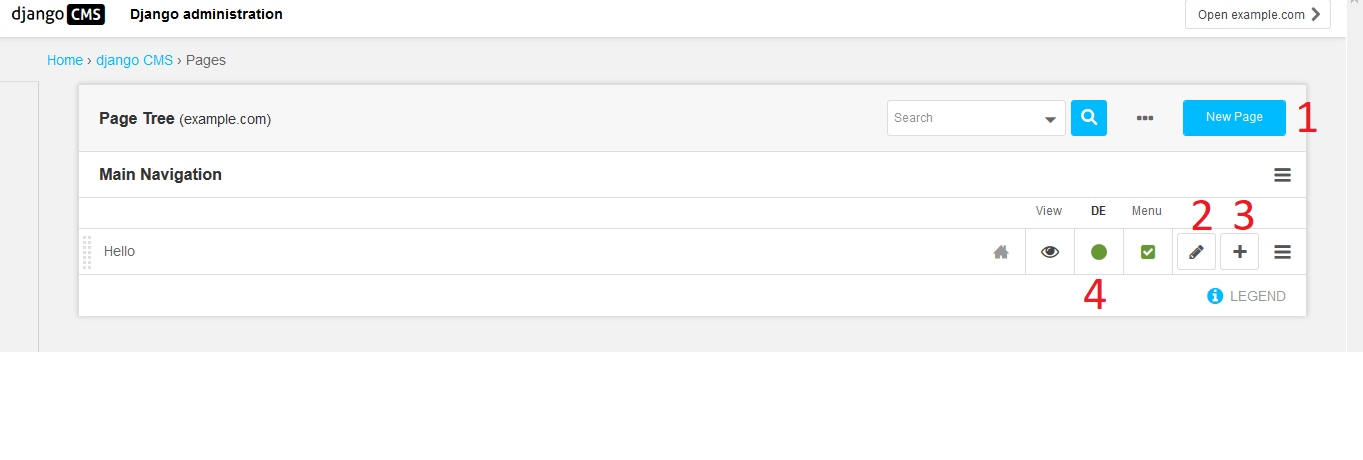 django CMS Django administration Open example.com
Home › django CMS › Pages
Page Tree (example.com) Search New Page 1
Main Navigation
View DE Menu 2 3
Hello
4
LEGEND